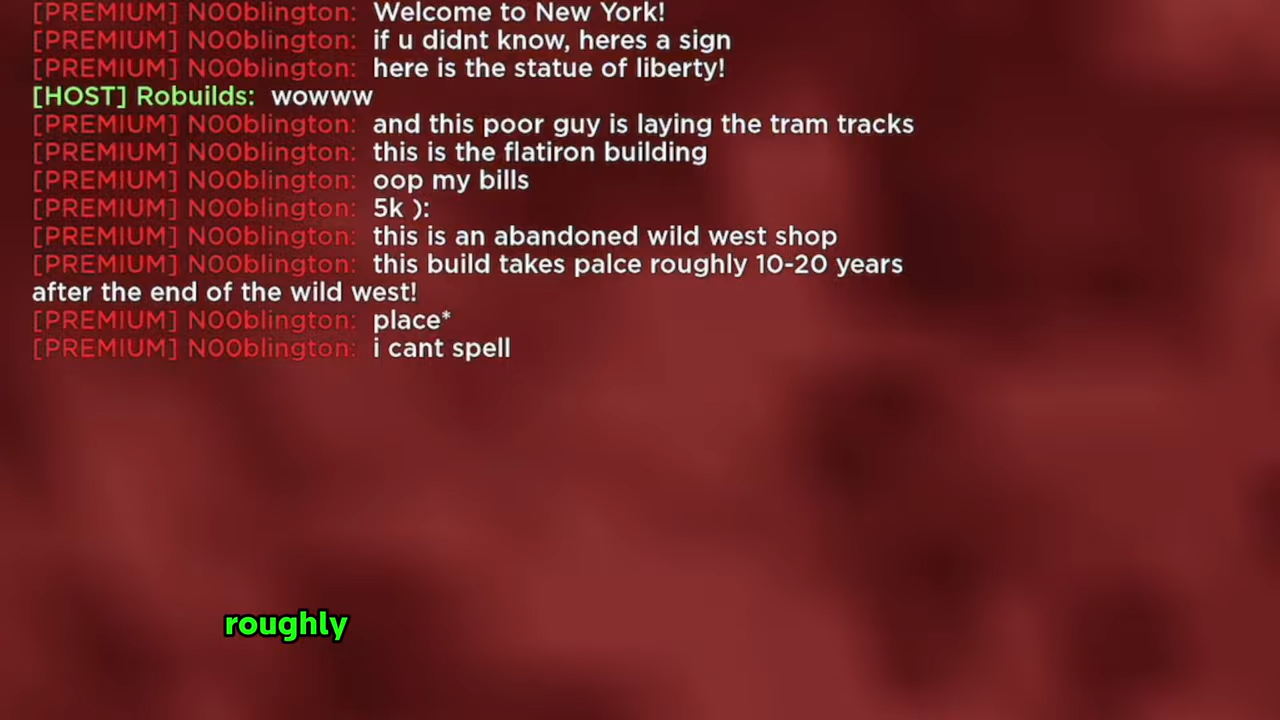 [PREMIUM] N00blington: Welcome to New York!
[PREMIUM] N00blington: if u didnt know, heres a sign
[PREMIUM] N00blington: here is the statue of liberty!
[HOST] Robuilds: wowww
[PREMIUM] N00blington: and this poor guy is laying the tram tracks
[PREMIUM] N00blington: this is the flatiron building
[PREMIUM] N00blington: oop my bills
[PREMIUM] N00blington: 5k ):
[PREMIUM] N00blington: this is an abandoned wild west shop
[PREMIUM] N00blington: this build takes palce roughly 10-20 years
after the end of the wild west!
[PREMIUM] N00blington: place*
[PREMIUM] N00blington: i cant spell
roughly